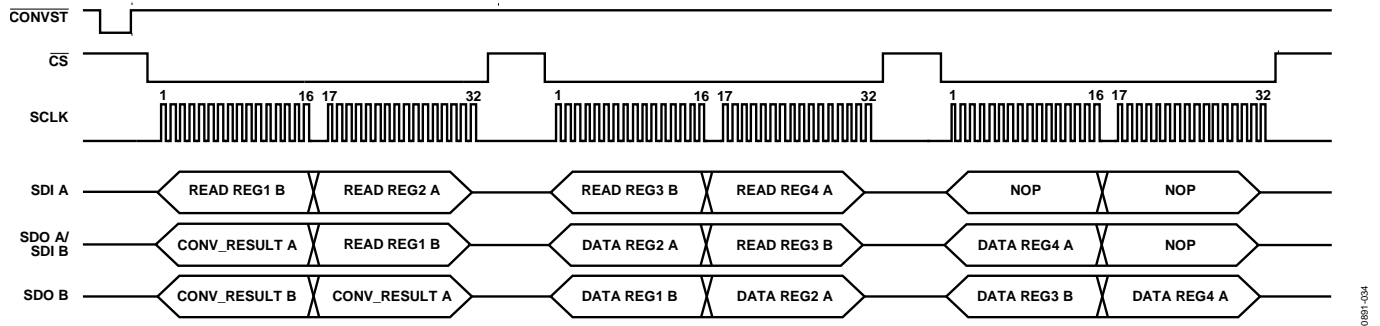 CONVST
CS
1 16 17 32 1 16 17 32 1 16 17 32
SCLK
SDI A READ REG1 B READ REG2 A READ REG3 B READ REG4 A NOP NOP
SDO A/
SDI B CONV_RESULT A READ REG1 B DATA REG2 A READ REG3 B DATA REG4 A NOP
SDO B CONV_RESULT B CONV_RESULT A DATA REG1 B DATA REG2 A DATA REG3 B DATA REG4 A
0891-034